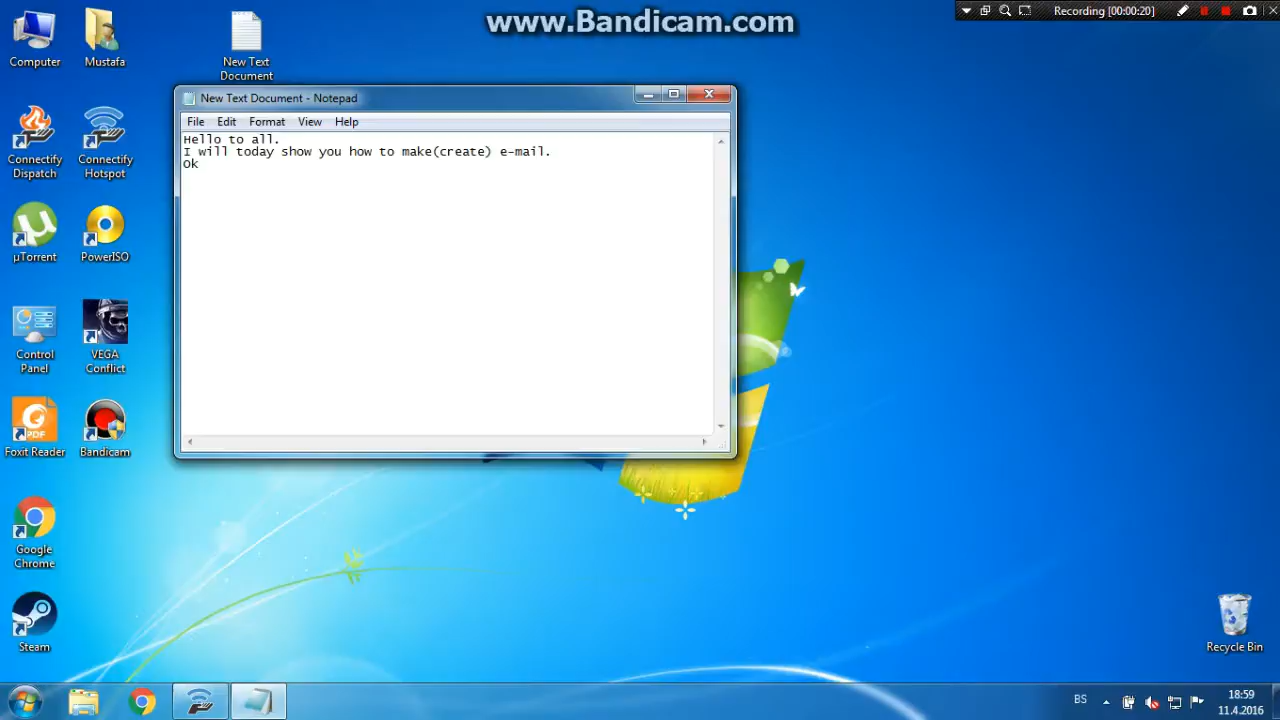 www.Bandicam.com
Recording [00:00:20]
Computer
Mustafa
New Text
Document
Connectify
Dispatch
Connectify
Hotspot
µTorrent
PowerISO
Control
Panel
VEGA
Conflict
PDF
Foxit Reader
Bandicam
Google
Chrome
Steam
New Text Document - Notepad
File Edit Format View Help
Hello to all.
I will today show you how to make(create) e-mail.
Ok
Recycle Bin
BS
18:59
11.4.2016